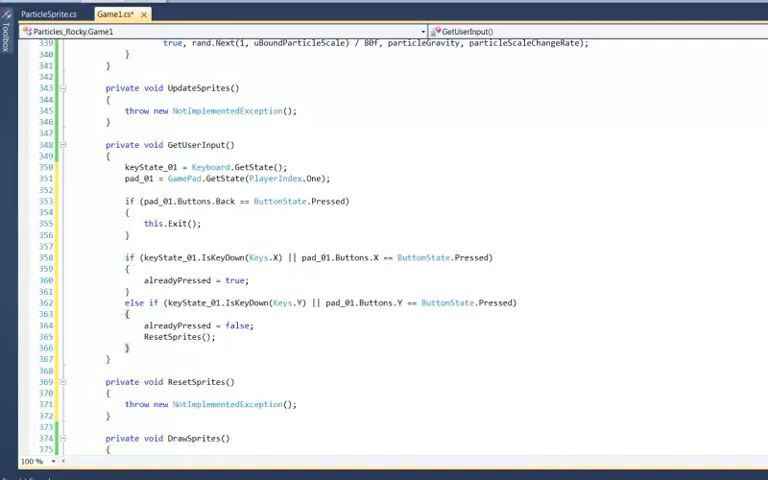 ParticleSprite.cs Game1.cs*
Toolbox
Particles_Rocky.Game1 GetUserInput()
339 true, rand.Next(1, uBoundParticleScale) / 80f, particleGravity, particleScaleChangeRate);
340 }
341 }
342
343 private void UpdateSprites()
344 {
345 throw new NotImplementedException();
346 }
347
348 private void GetUserInput()
349 {
350 keyState_01 = Keyboard.GetState();
351 pad_01 = GamePad.GetState(PlayerIndex.One);
352
353 if (pad_01.Buttons.Back == ButtonState.Pressed)
354 {
355 this.Exit();
356 }
357
358 if (keyState_01.IsKeyDown(Keys.X) || pad_01.Buttons.X == ButtonState.Pressed)
359 {
360 alreadyPressed = true;
361 }
362 else if (keyState_01.IsKeyDown(Keys.Y) || pad_01.Buttons.Y == ButtonState.Pressed)
363 {
364 alreadyPressed = false;
365 ResetSprites();
366 }
367 }
368
369 private void ResetSprites()
370 {
371 throw new NotImplementedException();
372 }
373
374 private void DrawSprites()
375 {
100 %